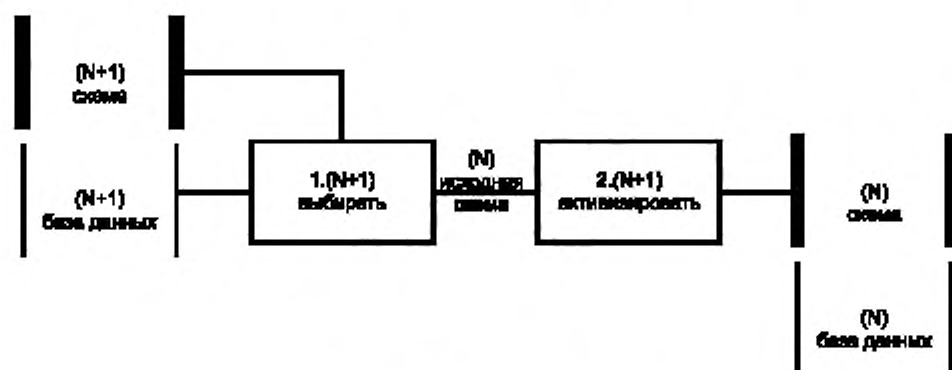 (N+1)
схема
(N+1)
база данных
1.(N+1)
выбирать
(N)
исходная
схема
2.(N+1)
активизировать
(N)
схема
(N)
база данных